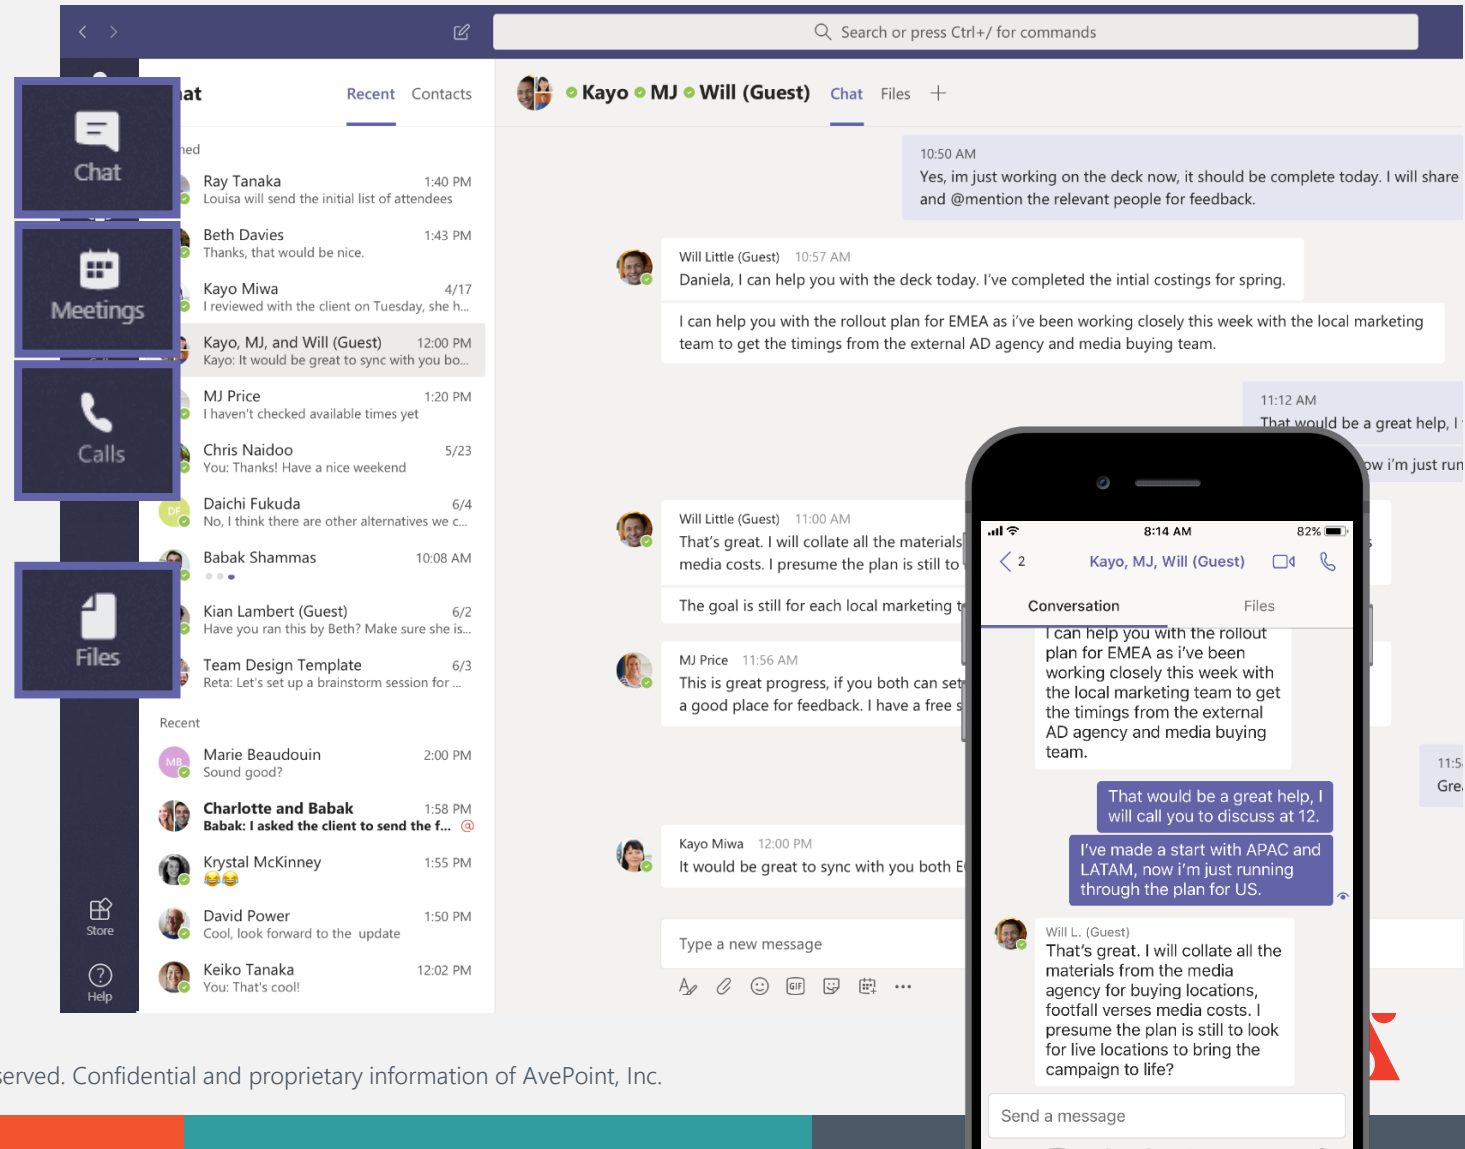 Search or press Ctrl+/ for commands
Chat
Meetings
Calls
Files
Store
Help
Recent Contacts
Ray Tanaka 1:40 PM
Louisa will send the initial list of attendees
Beth Davies 1:43 PM
Thanks, that would be nice.
Kayo Miwa 4/17
I reviewed with the client on Tuesday, she h...
Kayo, MJ, and Will (Guest) 12:00 PM
Kayo: It would be great to sync with you bo...
MJ Price 1:20 PM
I haven't checked available times yet
Chris Naidoo 5/23
You: Thanks! Have a nice weekend
DF
Daichi Fukuda 6/4
No, I think there are other alternatives we c...
Babak Shammas 10:08 AM
Kian Lambert (Guest) 6/2
Have you ran this by Beth? Make sure she is...
Team Design Template 6/3
Reta: Let's set up a brainstorm session for ...
Recent
MB
Marie Beaudouin 2:00 PM
Sound good?
Charlotte and Babak 1:58 PM
Babak: I asked the client to send the f... @
Krystal McKinney 1:55 PM
David Power 1:50 PM
Cool, look forward to the update
Keiko Tanaka 12:02 PM
You: That's cool!
Kayo MJ Will (Guest) Chat Files
10:50 AM
Yes, im just working on the deck now, it should be complete today. I will share
and @mention the relevant people for feedback.
Will Little (Guest) 10:57 AM
Daniela, I can help you with the deck today. I've completed the intial costings for spring.
I can help you with the rollout plan for EMEA as i've been working closely this week with the local marketing
team to get the timings from the external AD agency and media buying team.
11:12 AM
That would be a great help, I
i'm just
Will Little (Guest) 11:00 AM
That's great. I will collate all the materials
media costs. I presume the plan is still to
The goal is still for each local marketing
MJ Price 11:56 AM
This is great progress, if you both can set
a good place for feedback. I have a free
Kayo Miwa 12:00 PM
It would be great to sync with you both
Type a new message
GIF
8:14 AM 82%
2 Kayo, MJ, Will (Guest)
Conversation Files
I can help you with the rollout
plan for EMEA as i've been
working closely this week with
the local marketing team to get
the timings from the external
AD agency and media buying
team.
That would be a great help, I
will call you to discuss at 12.
I've made a start with APAC and
LATAM, now i'm just running
through the plan for US.
Will L. (Guest)
That's great. I will collate all the
materials from the media
agency for buying locations,
footfall verses media costs. I
presume the plan is still to look
for live locations to bring the
campaign to life?
Send a message
served. Confidential and proprietary information of AvePoint, Inc.